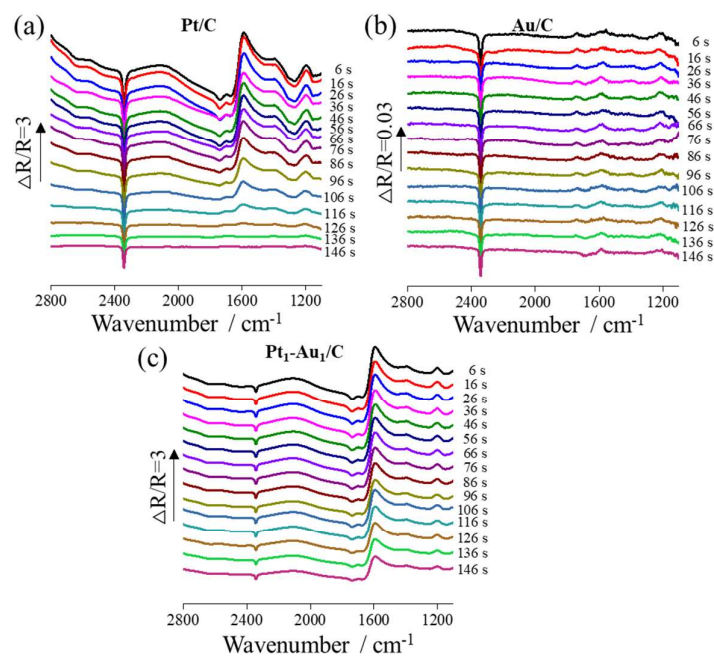 (a)
Pt/C
ΔR/R=3
6 s
16 s
26 s
36 s
46 s
56 s
66 s
76 s
86 s
96 s
106 s
116 s
126 s
136 s
146 s
2800 2400 2000 1600 1200
Wavenumber / cm⁻¹
(b)
Au/C
ΔR/R=0.03
6 s
16 s
26 s
36 s
46 s
56 s
66 s
76 s
86 s
96 s
106 s
116 s
126 s
136 s
146 s
2800 2400 2000 1600 1200
Wavenumber / cm⁻¹
(c)
Pt₁-Au₁/C
ΔR/R=3
6 s
16 s
26 s
36 s
46 s
56 s
66 s
76 s
86 s
96 s
106 s
116 s
126 s
136 s
146 s
2800 2400 2000 1600 1200
Wavenumber / cm⁻¹